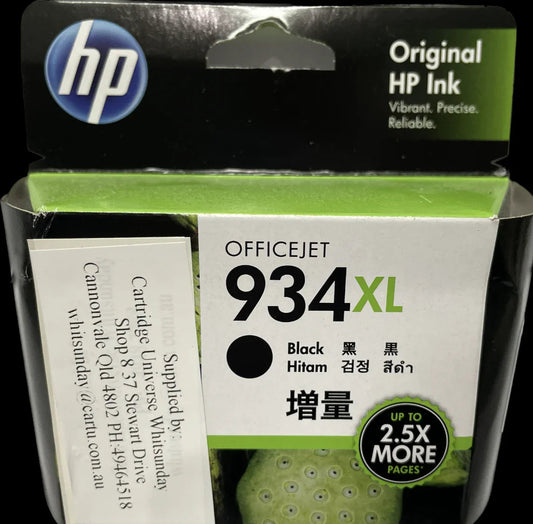 hp
Original
HP Ink
Vibrant. Precise.
Reliable.
OFFICEJET
934XL
Black 黑 黒
Hitam 검정 สีดำ
増量
UP TO
2.5X
MORE
PAGES*
Supplied by:
Cartridge Universe Whitsunday
Shop 8 37 Stewart Drive
Cannonvale Qld 4802 PH:49464518
whitsunday@cartu.com.au